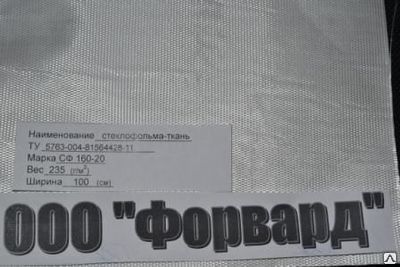 Наименование стеклофольма-ткань
ТУ 5763-004-81564428-11
Марка СФ 160-20
Вес 235 (г/м²)
Ширина 100 (см)
ООО "Форвард"